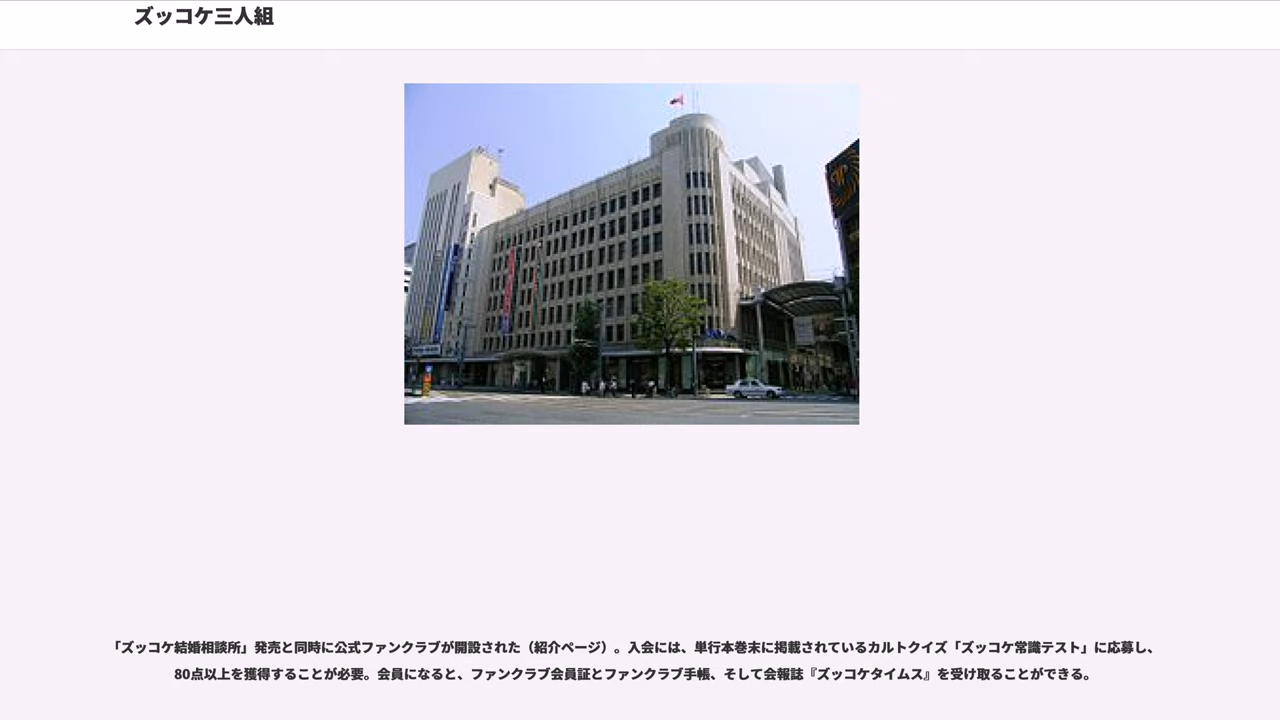 ズッコケ三人組
「ズッコケ結婚相談所」発売と同時に公式ファンクラブが開設された（紹介ページ）。入会には、単行本巻末に掲載されているカルトクイズ「ズッコケ常識テスト」に応募し、
80点以上を獲得することが必要。会員になると、ファンクラブ会員証とファンクラブ手帳、そして会報誌『ズッコケタイムス』を受け取ることができる。